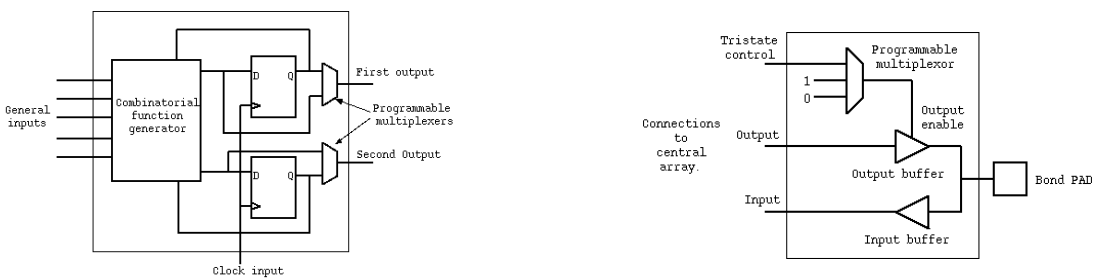 General
inputs
Combinatorial
function
generator
D
Q
D
Q
First output
Programmable
multiplexers
Second Output
Clock input
Tristate
control
1
0
Programmable
multiplexor
Output
enable
Connections
to
central
array.
Output
Output buffer
Input
Input buffer
Bond PAD